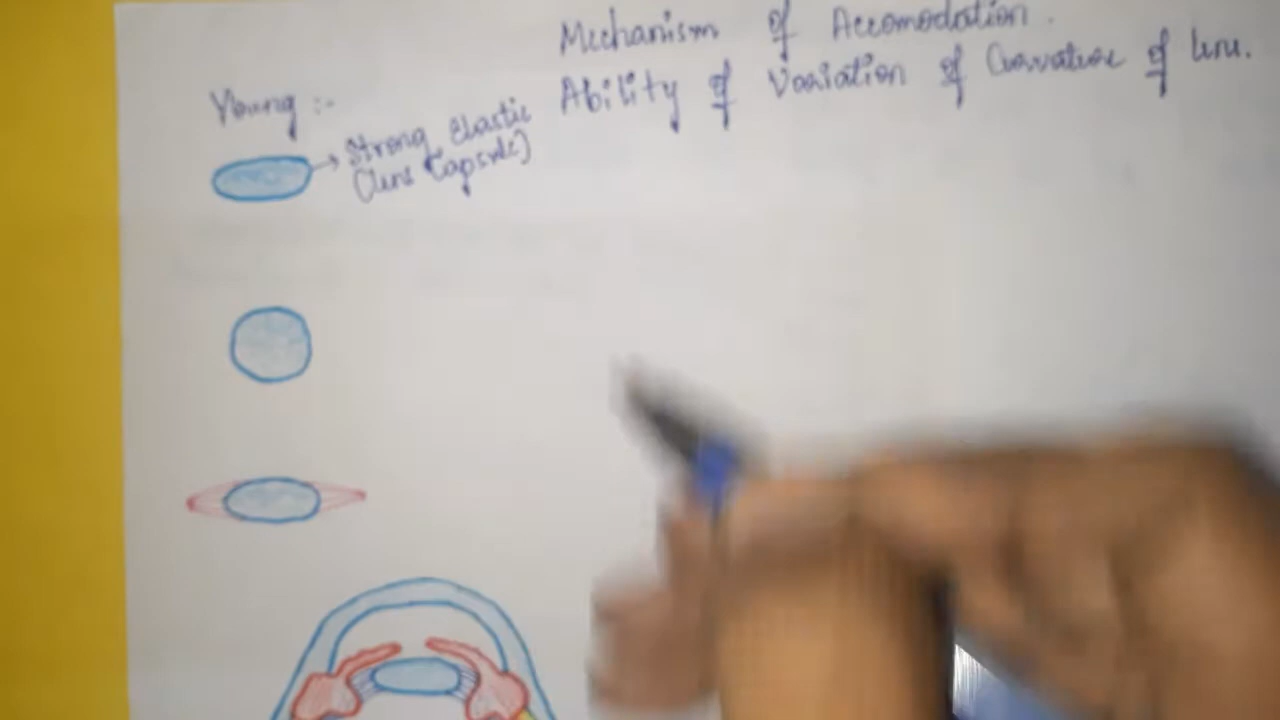 Mechanism of Accomodation.
Ability of Variation of Curvature of lens.
Young :-
→ Strong Elastic
(lens Capsule)